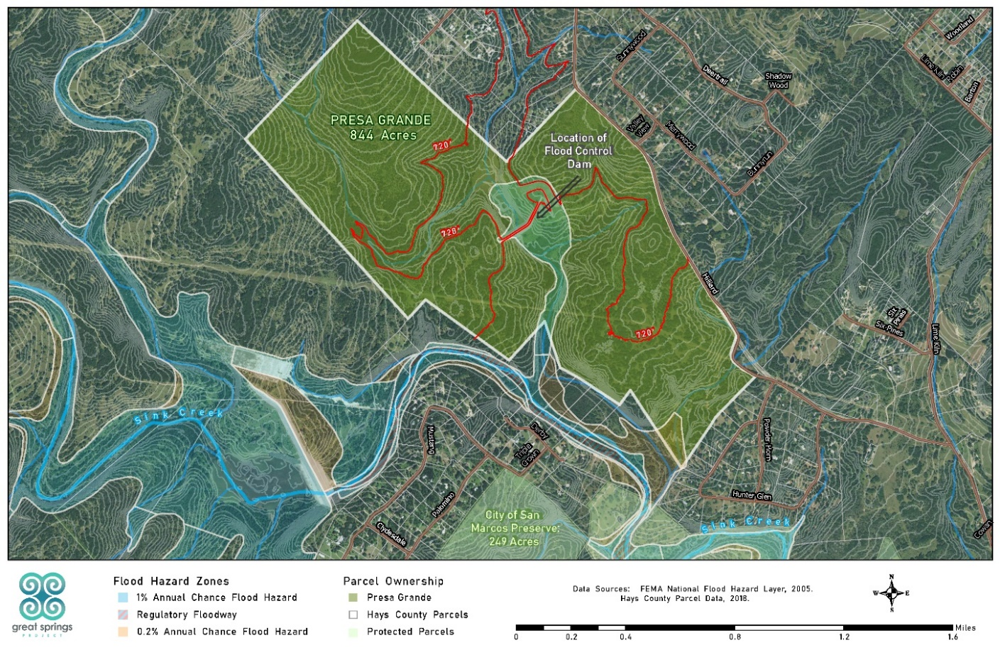 Woodland
Sunnywood
Lime Kiln
Robin
Deertrail
Shadow
Wood
Barton
PRESA GRANDE
844 Acres
Valley
View
Merrywood
Location of
Flood Control
Dam
720'
Bunnyrun
728'
Hilliard
Six
Pines
Six Pines
Lime Kiln
720'
Sink Creek
Mustang
Derby
Triple
Crown
Powder Horn
Palomino
Hunter Glen
City of San
Marcos Preserve:
249 Acres
Sink Creek
Clydesdale
Cowan
great springs
PROJECT
Flood Hazard Zones
1% Annual Chance Flood Hazard
Regulatory Floodway
0.2% Annual Chance Flood Hazard
Parcel Ownership
Presa Grande
Hays County Parcels
Protected Parcels
Data Sources: FEMA National Flood Hazard Layer, 2005.
Hays County Parcel Data, 2018.
N
W E
S
Miles
0 0.2 0.4 0.8 1.2 1.6